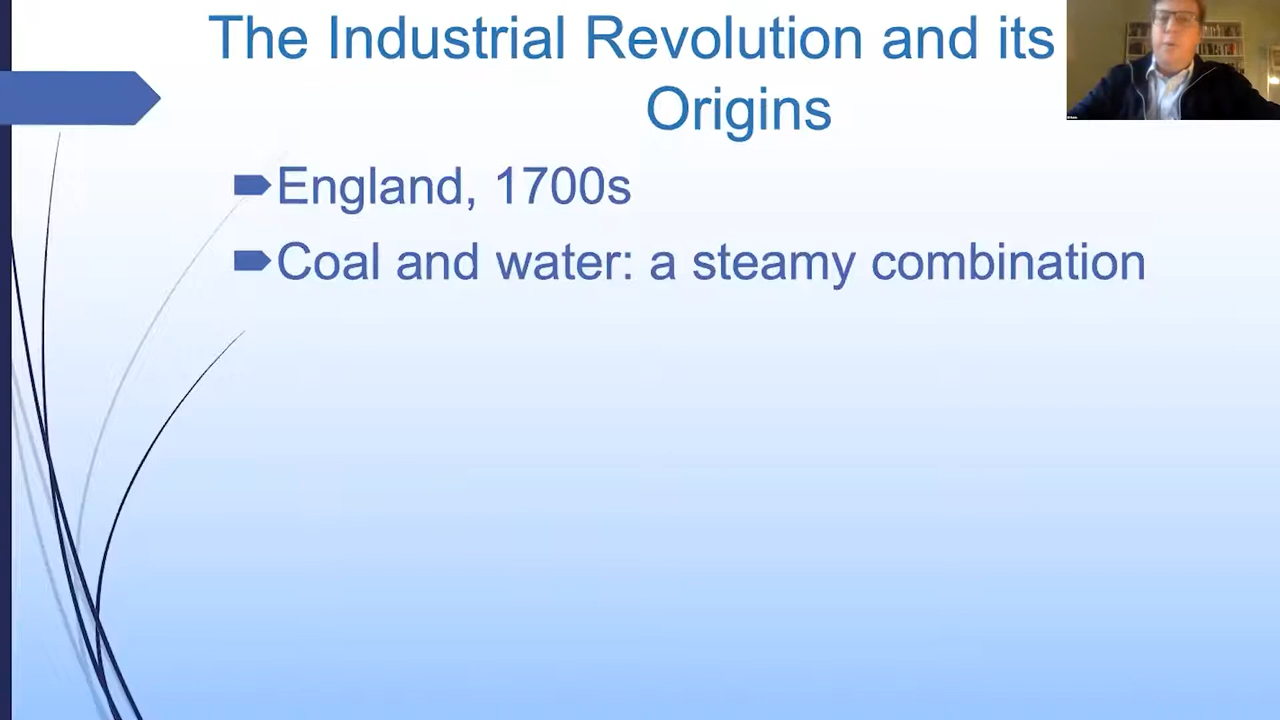 The Industrial Revolution and its
Origins
England, 1700s
Coal and water: a steamy combination